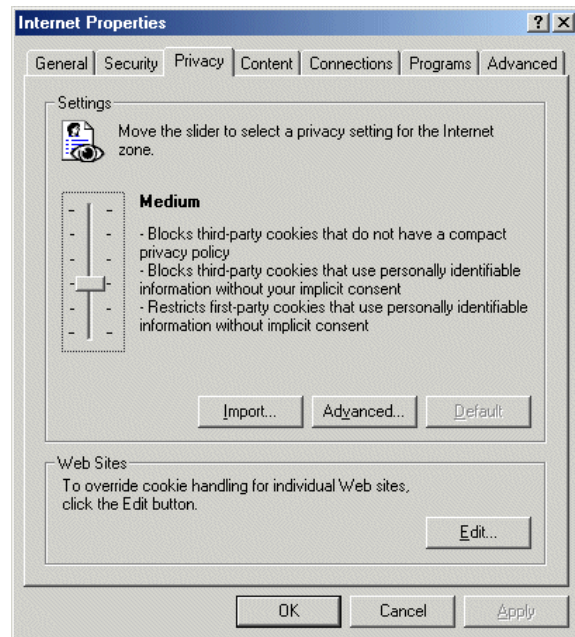 Internet Properties
General Security Privacy Content Connections Programs Advanced
Settings
Move the slider to select a privacy setting for the Internet
zone.
Medium
- Blocks third-party cookies that do not have a compact
privacy policy
- Blocks third-party cookies that use personally identifiable
information without your implicit consent
- Restricts first-party cookies that use personally identifiable
information without implicit consent
Import... Advanced... Default
Web Sites
To override cookie handling for individual Web sites,
click the Edit button.
Edit...
OK Cancel Apply